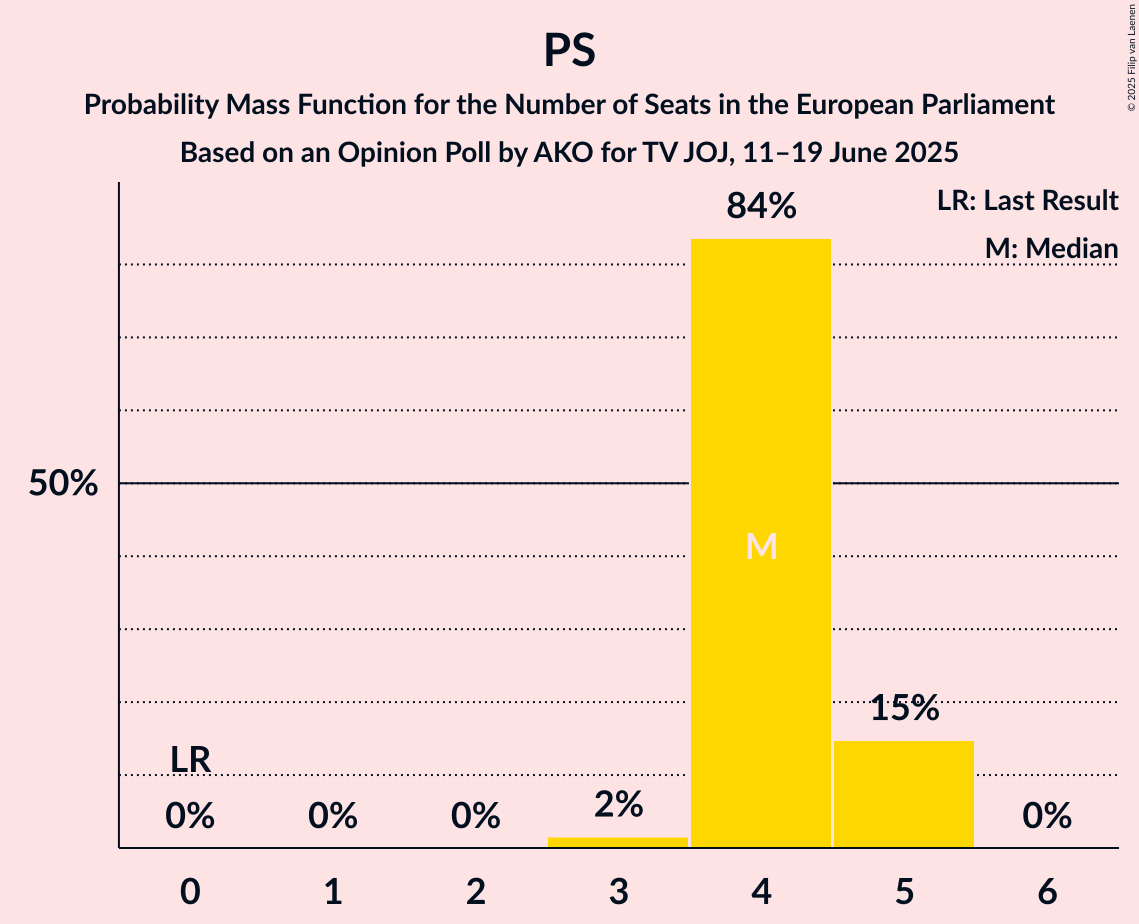 PS
Probability Mass Function for the Number of Seats in the European Parliament
Based on an Opinion Poll by AKO for TV JOJ, 11–19 June 2025
© 2025 Filip van Laenen
LR: Last Result
M: Median
84%
50%
M
15%
LR
0% 0% 0% 2% 0%
0 1 2 3 4 5 6